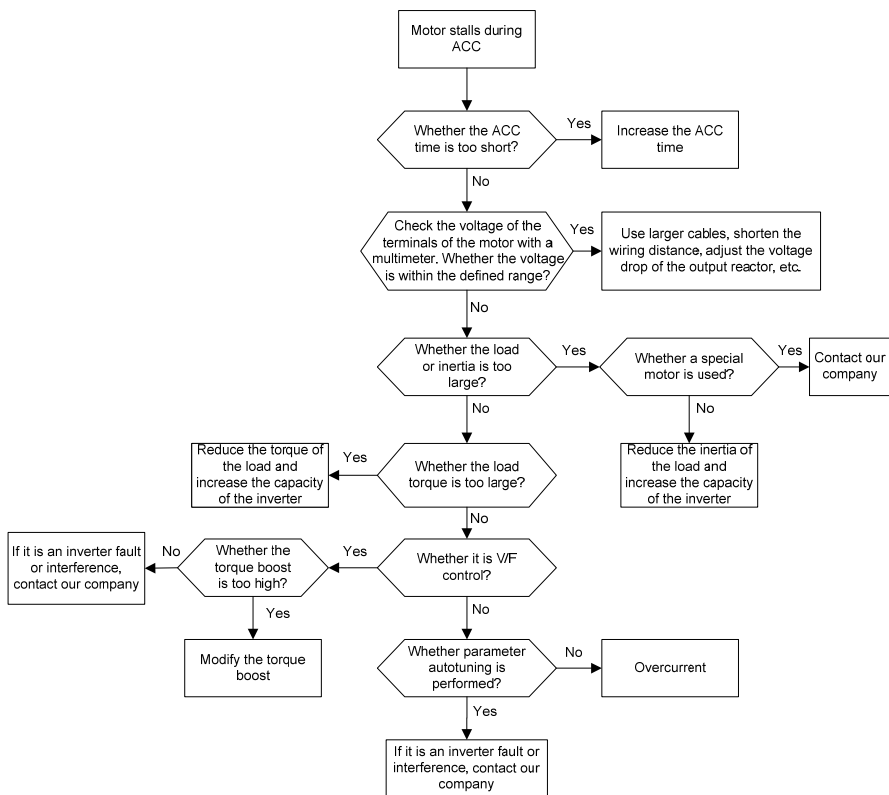 Motor stalls during
ACC
Whether the ACC
time is too short?
Yes
Increase the ACC
time
No
Check the voltage of the
terminals of the motor with a
multimeter. Whether the voltage
is within the defined range?
Yes
Use larger cables, shorten the
wiring distance, adjust the voltage
drop of the output reactor, etc.
No
Whether the load
or inertia is too
large?
Yes
Whether a special
motor is used?
Yes
Contact our
company
No
No
Reduce the inertia of
the load and
increase the capacity
of the inverter
Whether the load
torque is too large?
Yes
Reduce the torque of
the load and
increase the capacity
of the inverter
No
Whether it is V/F
control?
Yes
Whether the
torque boost
is too high?
No
If it is an inverter fault
or interference,
contact our company
Yes
Modify the torque
boost
No
Whether parameter
autotuning is
performed?
No
Overcurrent
Yes
If it is an inverter fault or
interference, contact our
company